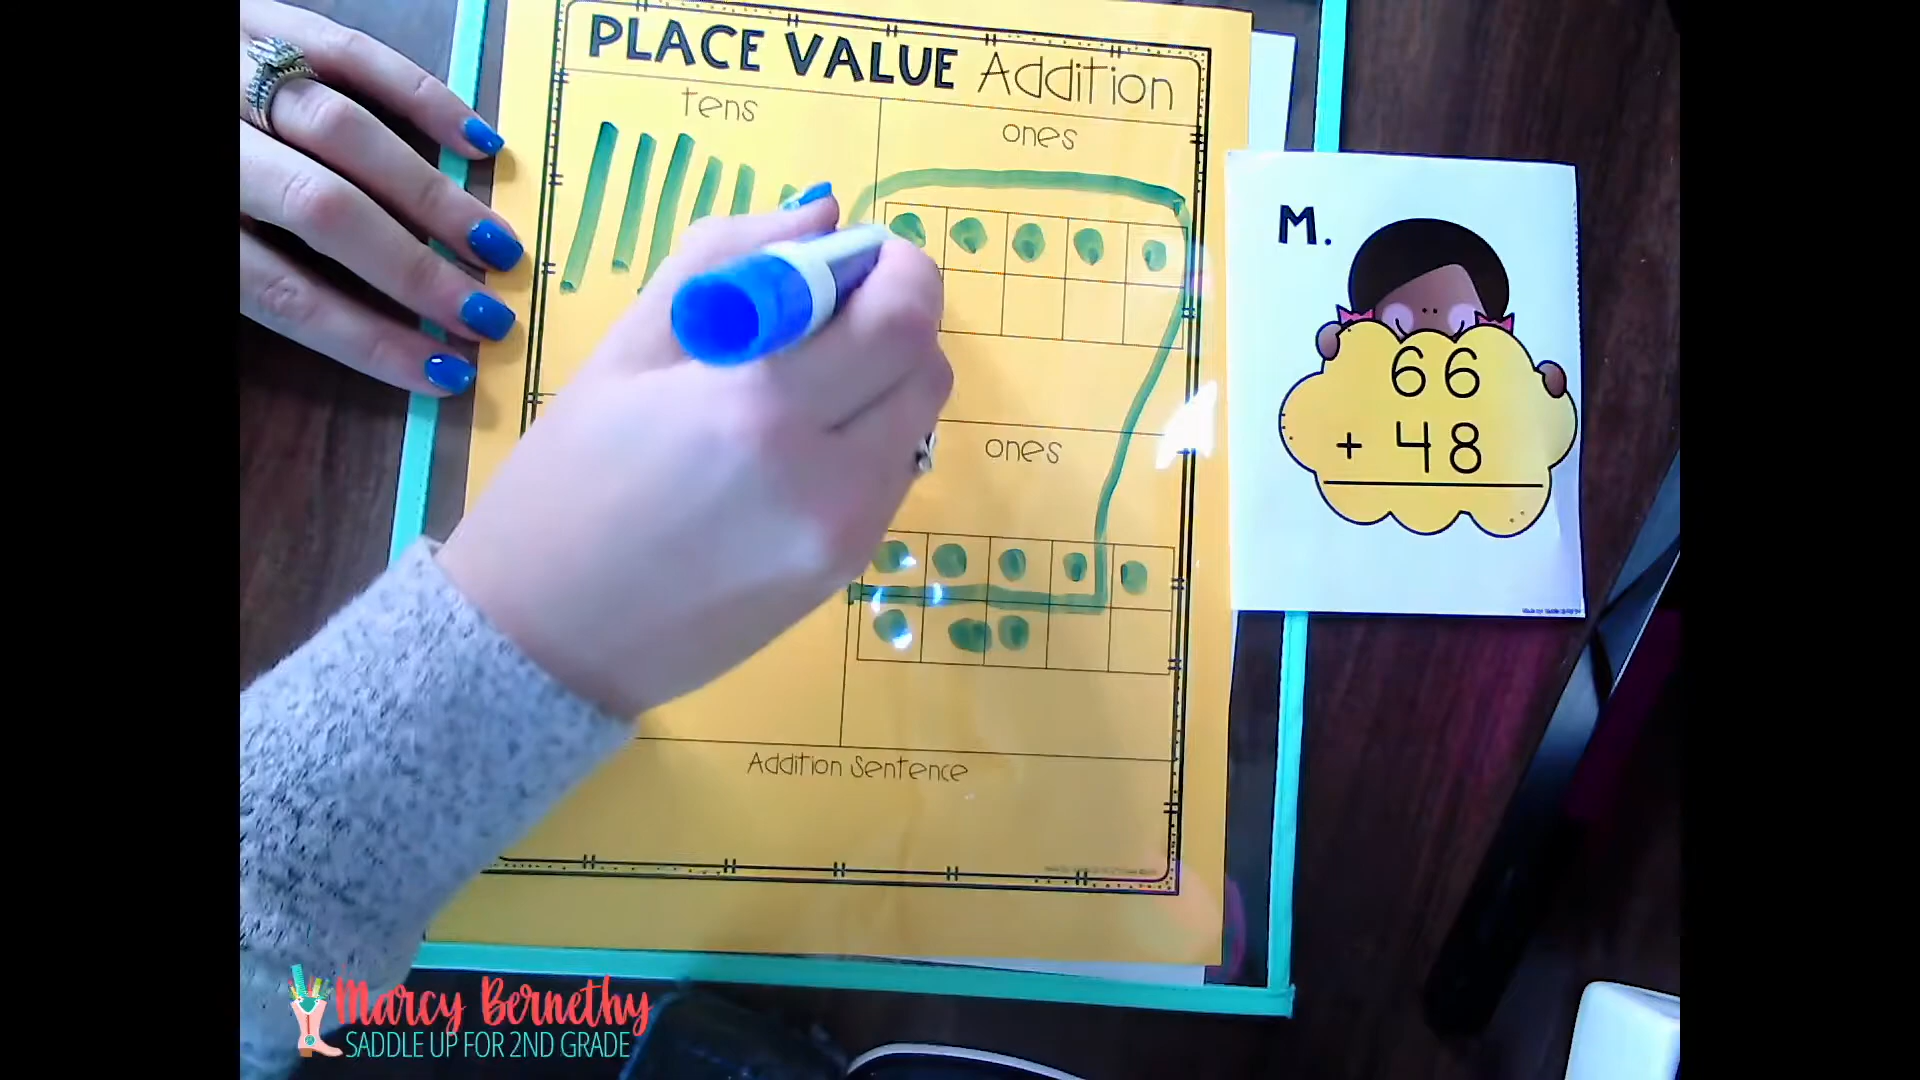 PLACE VALUE Addition
tens
ones
ones
Addition Sentence
M.
66
+ 48
Marcy Bernethy
SADDLE UP FOR 2ND GRADE